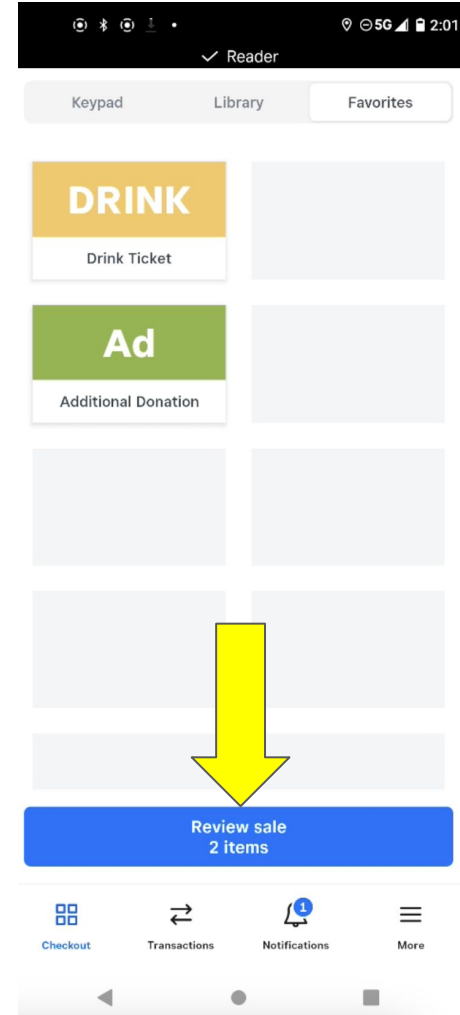 5G 2:01
Reader
Keypad Library Favorites
DRINK
Drink Ticket
Ad
Additional Donation
Review sale
2 items
1
Checkout Transactions Notifications More